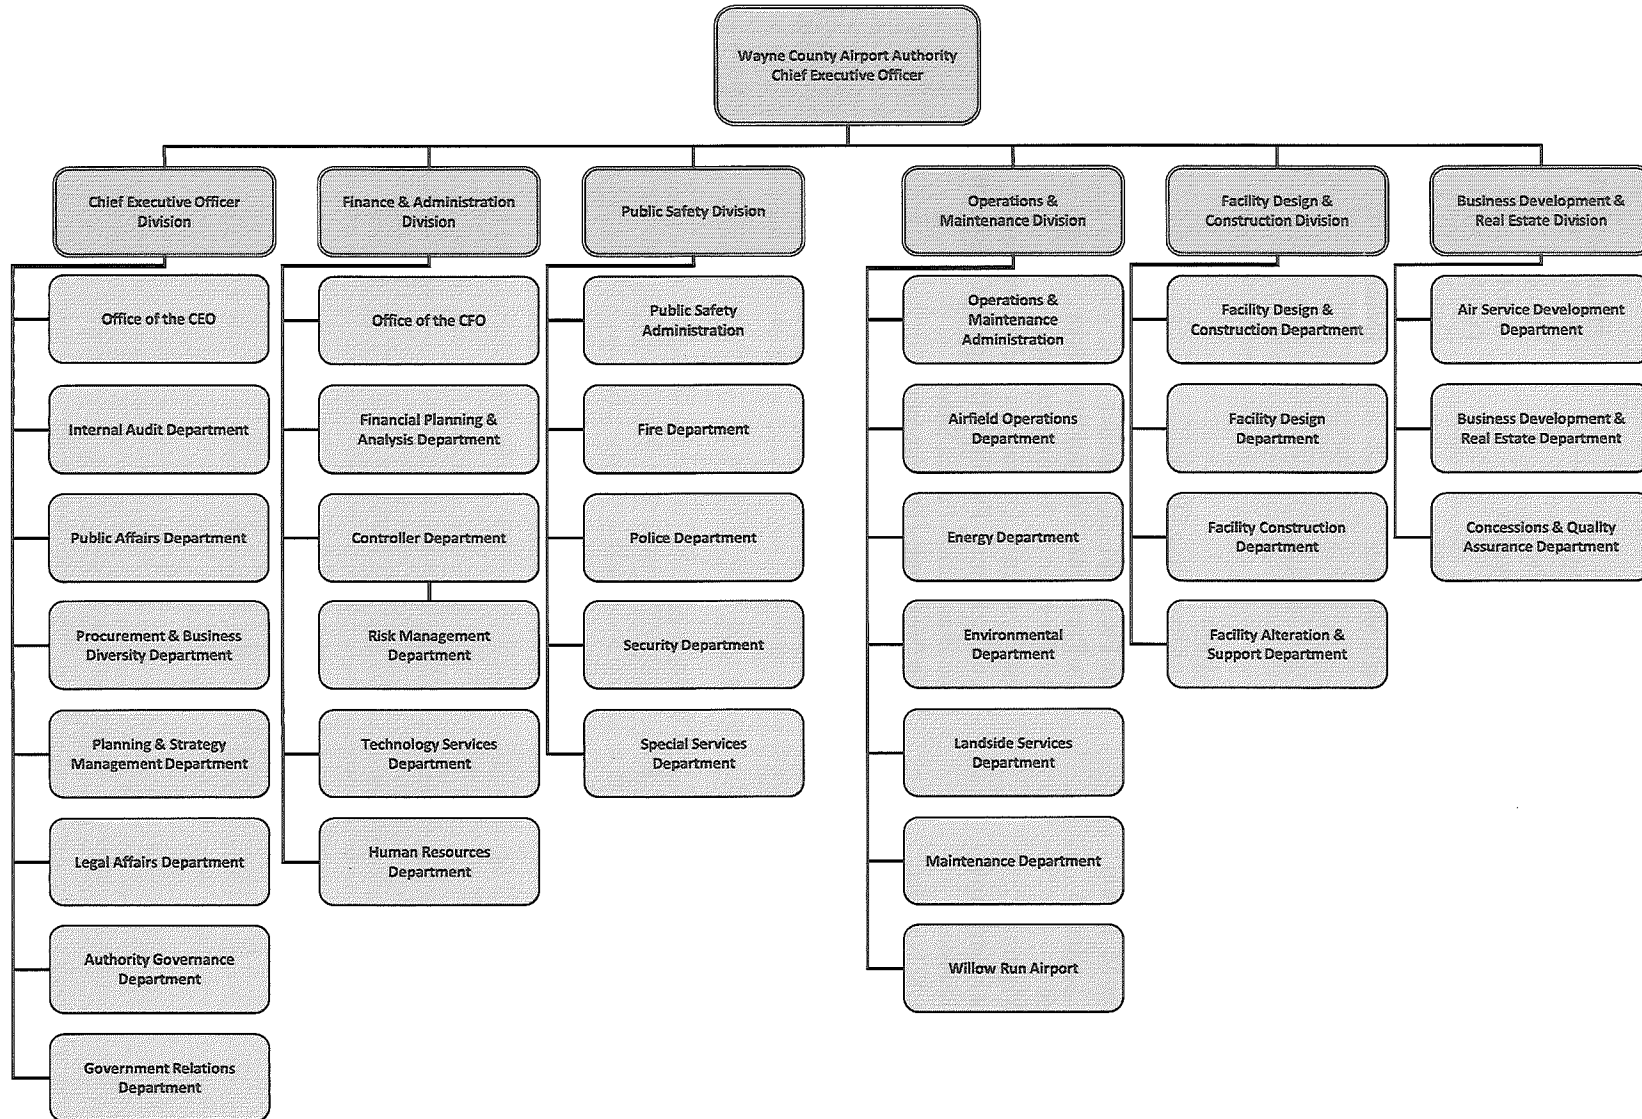 Wayne County Airport Authority
Chief Executive Officer
Chief Executive Officer
Division
Finance & Administration
Division
Public Safety Division
Operations &
Maintenance Division
Facility Design &
Construction Division
Business Development &
Real Estate Division
Office of the CEO
Internal Audit Department
Public Affairs Department
Procurement & Business
Diversity Department
Planning & Strategy
Management Department
Legal Affairs Department
Authority Governance
Department
Government Relations
Department
Office of the CFO
Financial Planning &
Analysis Department
Controller Department
Risk Management
Department
Technology Services
Department
Human Resources
Department
Public Safety
Administration
Fire Department
Police Department
Security Department
Special Services
Department
Operations &
Maintenance
Administration
Airfield Operations
Department
Energy Department
Environmental
Department
Landside Services
Department
Maintenance Department
Willow Run Airport
Facility Design &
Construction Department
Facility Design
Department
Facility Construction
Department
Facility Alteration &
Support Department
Air Service Development
Department
Business Development &
Real Estate Department
Concessions & Quality
Assurance Department